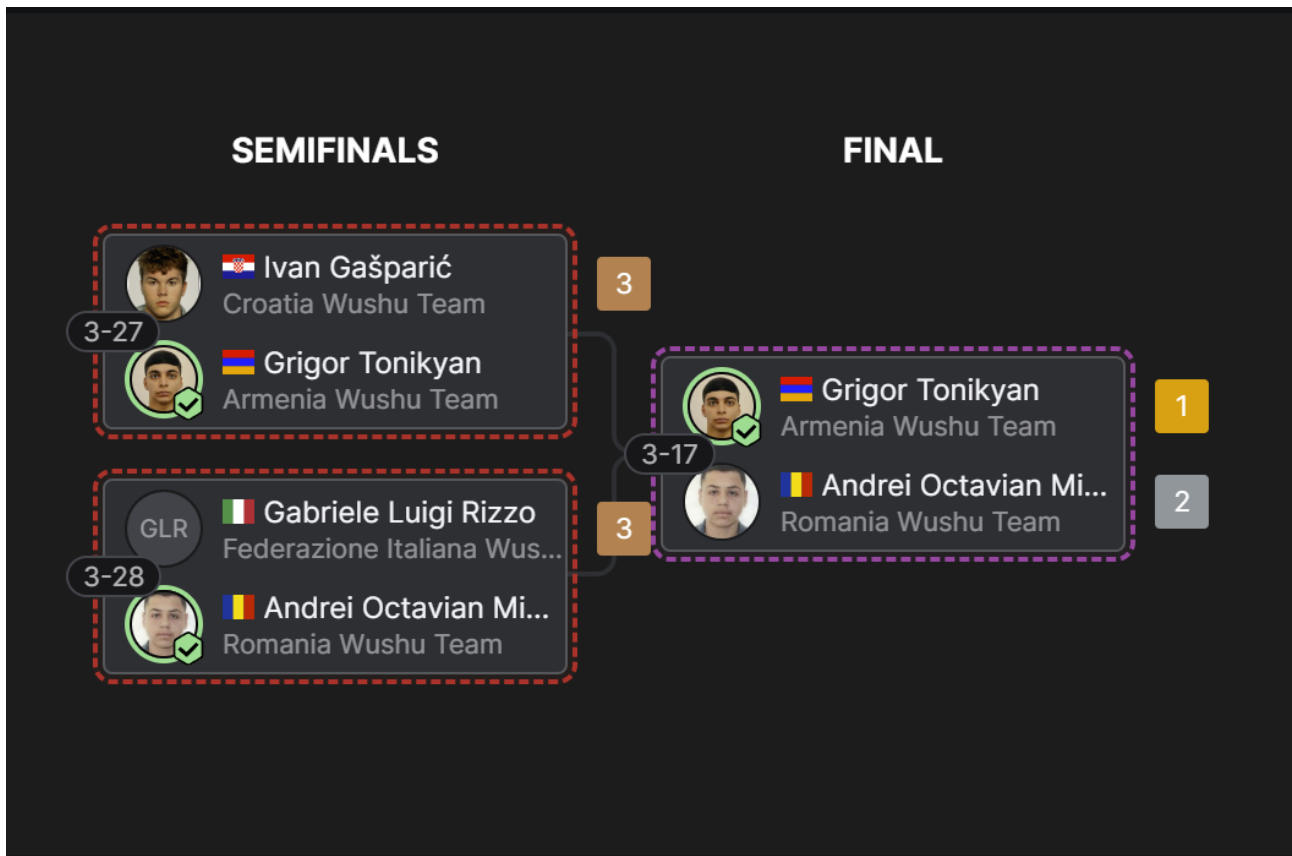 SEMIFINALS
FINAL
Ivan Gašparić
Croatia Wushu Team
3
3-27
Grigor Tonikyan
Armenia Wushu Team
GLR
Gabriele Luigi Rizzo
Federazione Italiana Wus...
3
3-28
Andrei Octavian Mi...
Romania Wushu Team
Grigor Tonikyan
Armenia Wushu Team
1
3-17
Andrei Octavian Mi...
Romania Wushu Team
2